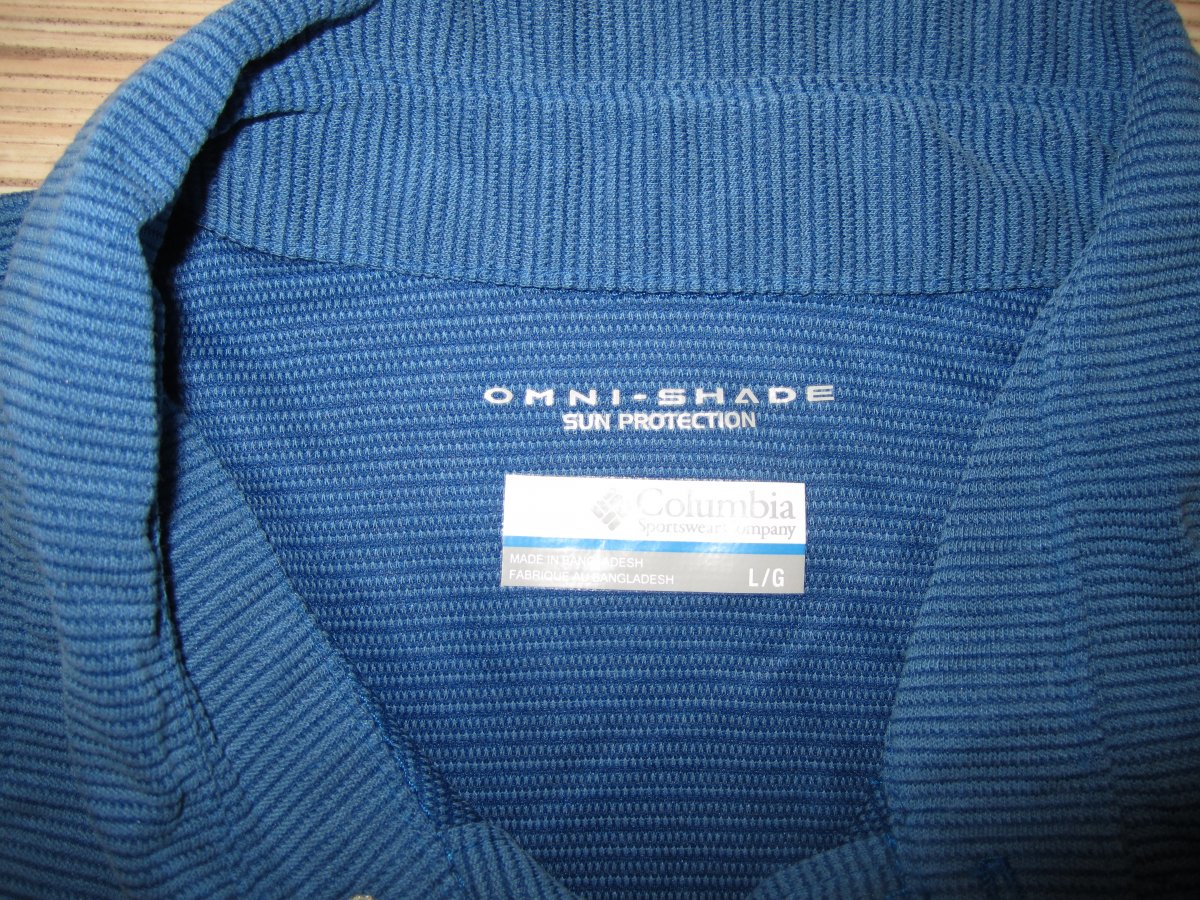 OMNI-SHADE
SUN PROTECTION
Columbia
Sportswear Company
MADE IN BANGLADESH
FABRIQUE AU BANGLADESH
L/G